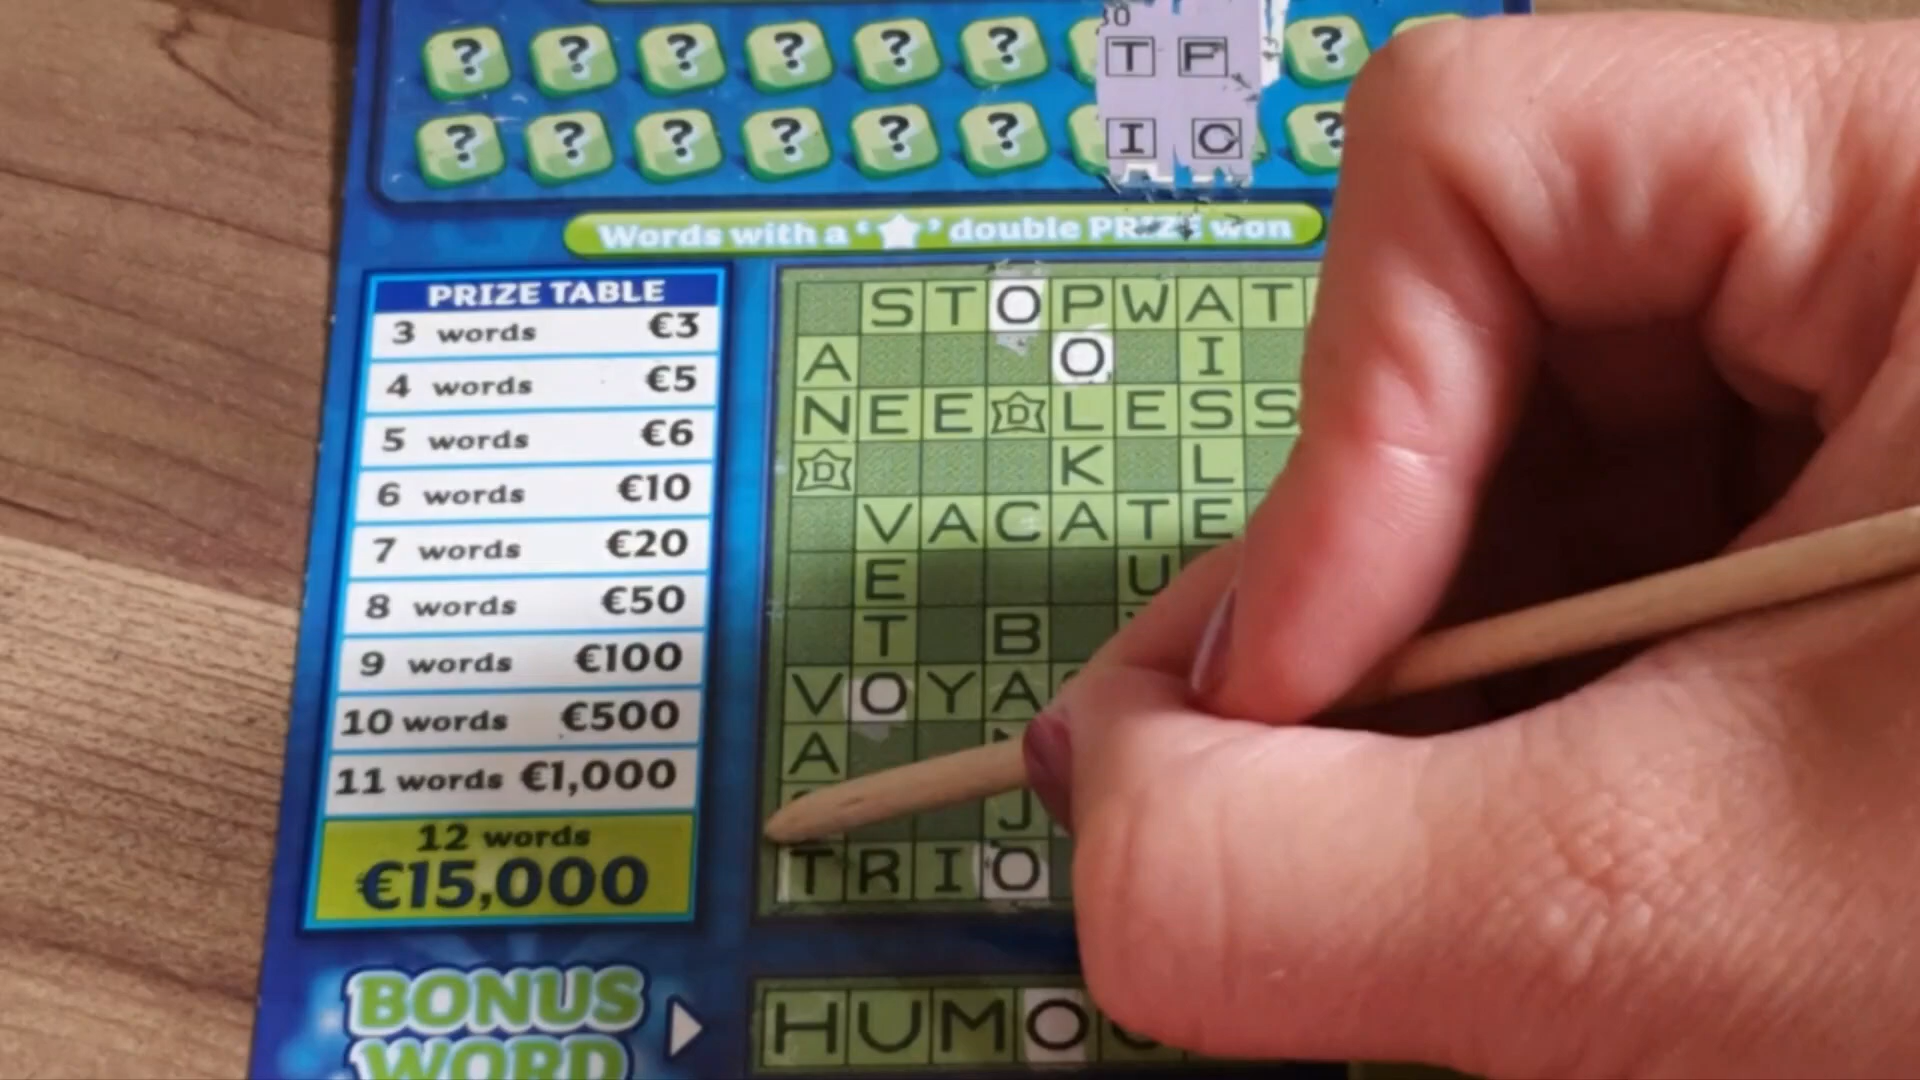 ? ? ? ? ? ? T F ?
? ? ? ? ? ? I O ?
Words with a ‘★’ double PRIZE won
PRIZE TABLE
3 words €3
4 words €5
5 words €6
6 words €10
7 words €20
8 words €50
9 words €100
10 words €500
11 words €1,000
12 words
€15,000
STOPWAT
A O I
NEEDLESS
D K L
VACATE
E U
T B
VOYA
A
J
TRIO
BONUS
WORD
HUMO